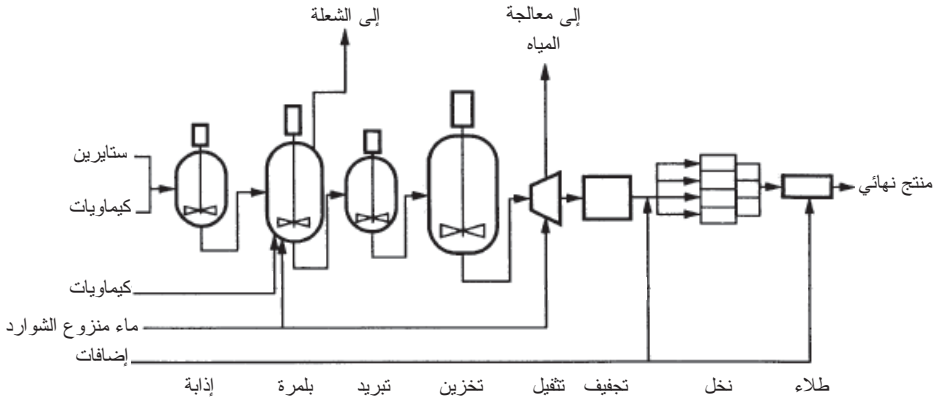 إلى الشعلة
إلى معالجة
المياه
ستايرين
كيماويات
منتج نهائي
كيماويات
ماء منزوع الشوارد
إضافات
إذابة
بلمرة
تبريد
تخزين
تثفيل
تجفيف
نخل
طلاء